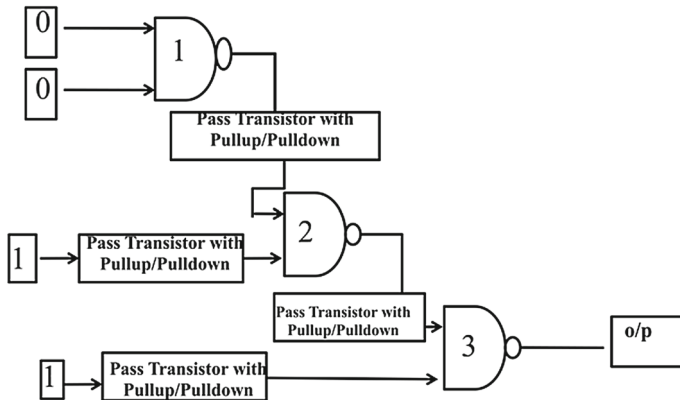 0
1
0
Pass Transistor with
Pullup/Pulldown
2
1
Pass Transistor with
Pullup/Pulldown
Pass Transistor with
Pullup/Pulldown
3
o/p
1
Pass Transistor with
Pullup/Pulldown